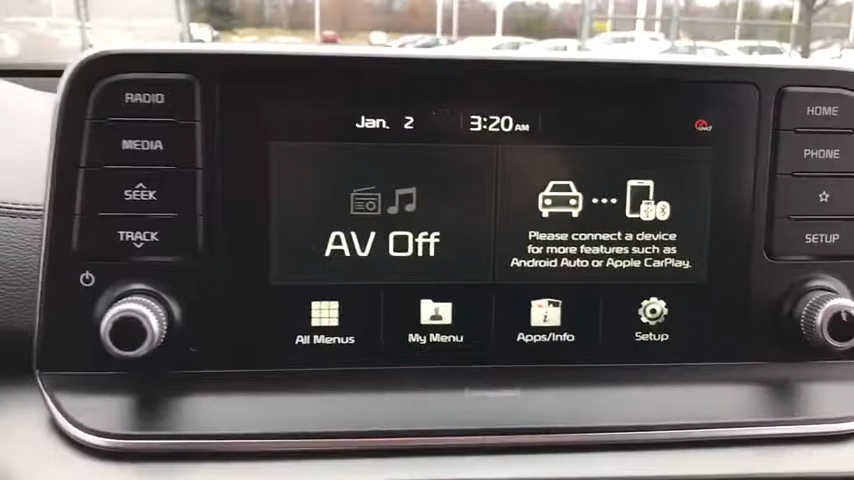 RADIO
MEDIA
SEEK
TRACK
Jan. 2 3:20 AM
AV Off
Please connect a device
for more features such as
Android Auto or Apple CarPlay.
All Menus
My Menu
Apps/Info
Setup
HOME
PHONE
SETUP